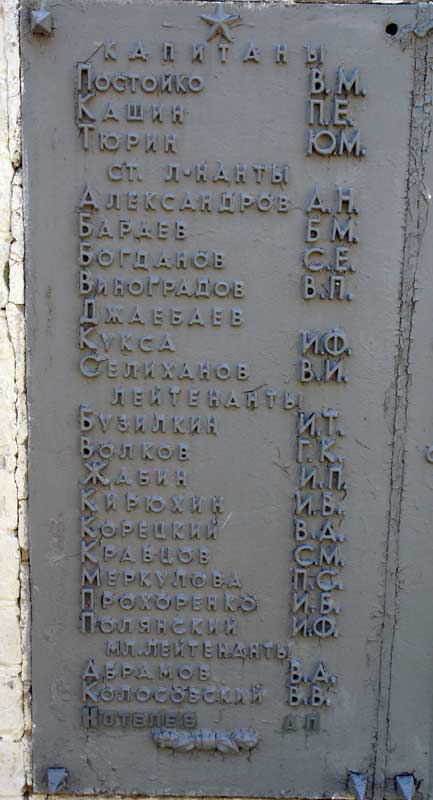 КАПИТАНЫ
ПОСТОЙКО В.М.
КАШИН П.Е.
ТЮРИН Ю.М.
СТ. Л-НАНТЫ
АЛЕКСАНДРОВ А.Н.
БАРАЕВ Б.М.
БОГДАНОВ С.Е.
ВИНОГРАДОВ В.П.
ДЖАЕБАЕВ
КУКСА И.Ф.
СЕЛИХАНОВ В.И.
ЛЕЙТЕНАНТЫ
БУЗИЛКИН И.Т.
ВОЛКОВ Г.К.
ЖАБИН И.П.
КИРЮХИН И.В.
КОРЕЦКИЙ В.А.
КРАВЦОВ С.М.
МЕРКУЛОВА П.С.
ПРОХОРЕНКО И.Б.
ПОЛЯНСКИЙ И.Ф.
МЛ.ЛЕЙТЕНАНТЫ
АБРАМОВ В.А.
КОЛОСОВСКИЙ В.В.
КОТЕЛЕВ Д П